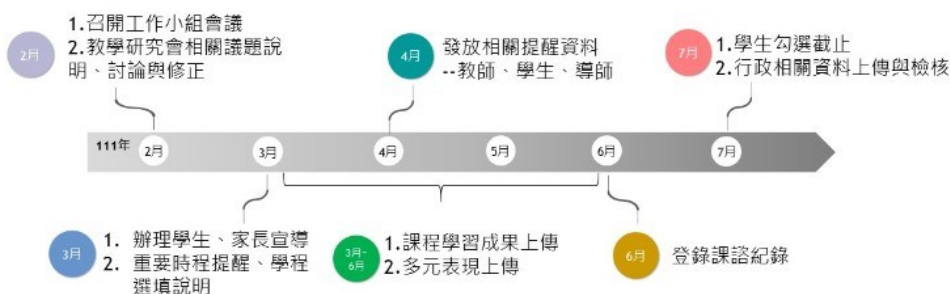 2月
1.召開工作小組會議
2.教學研究會相關議題說
明、討論與修正
4月
發放相關提醒資料
--教師、學生、導師
7月
1.學生勾選截止
2.行政相關資料上傳與檢核
111年
2月
3月
4月
5月
6月
7月
3月
1. 辦理學生、家長宣導
2. 重要時程提醒、學程
選填說明
3月-
6月
1.課程學習成果上傳
2.多元表現上傳
6月
登錄課諮紀錄